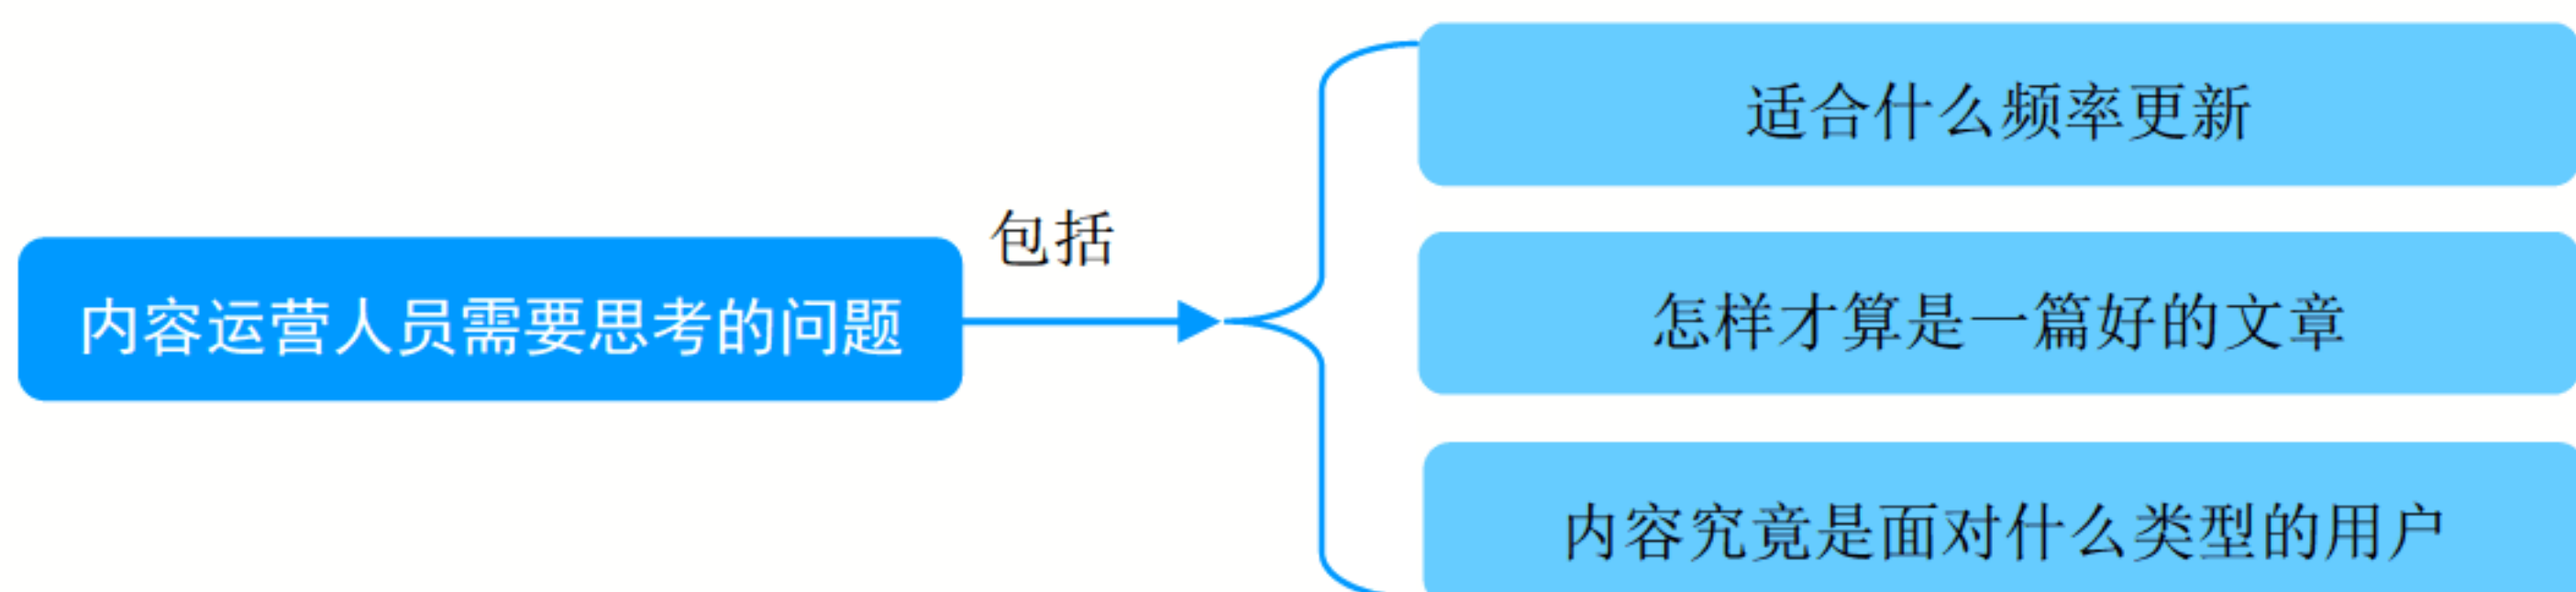 内容运营人员需要思考的问题
包括
适合什么频率更新
怎样才算是一篇好的文章
内容究竟是面对什么类型的用户